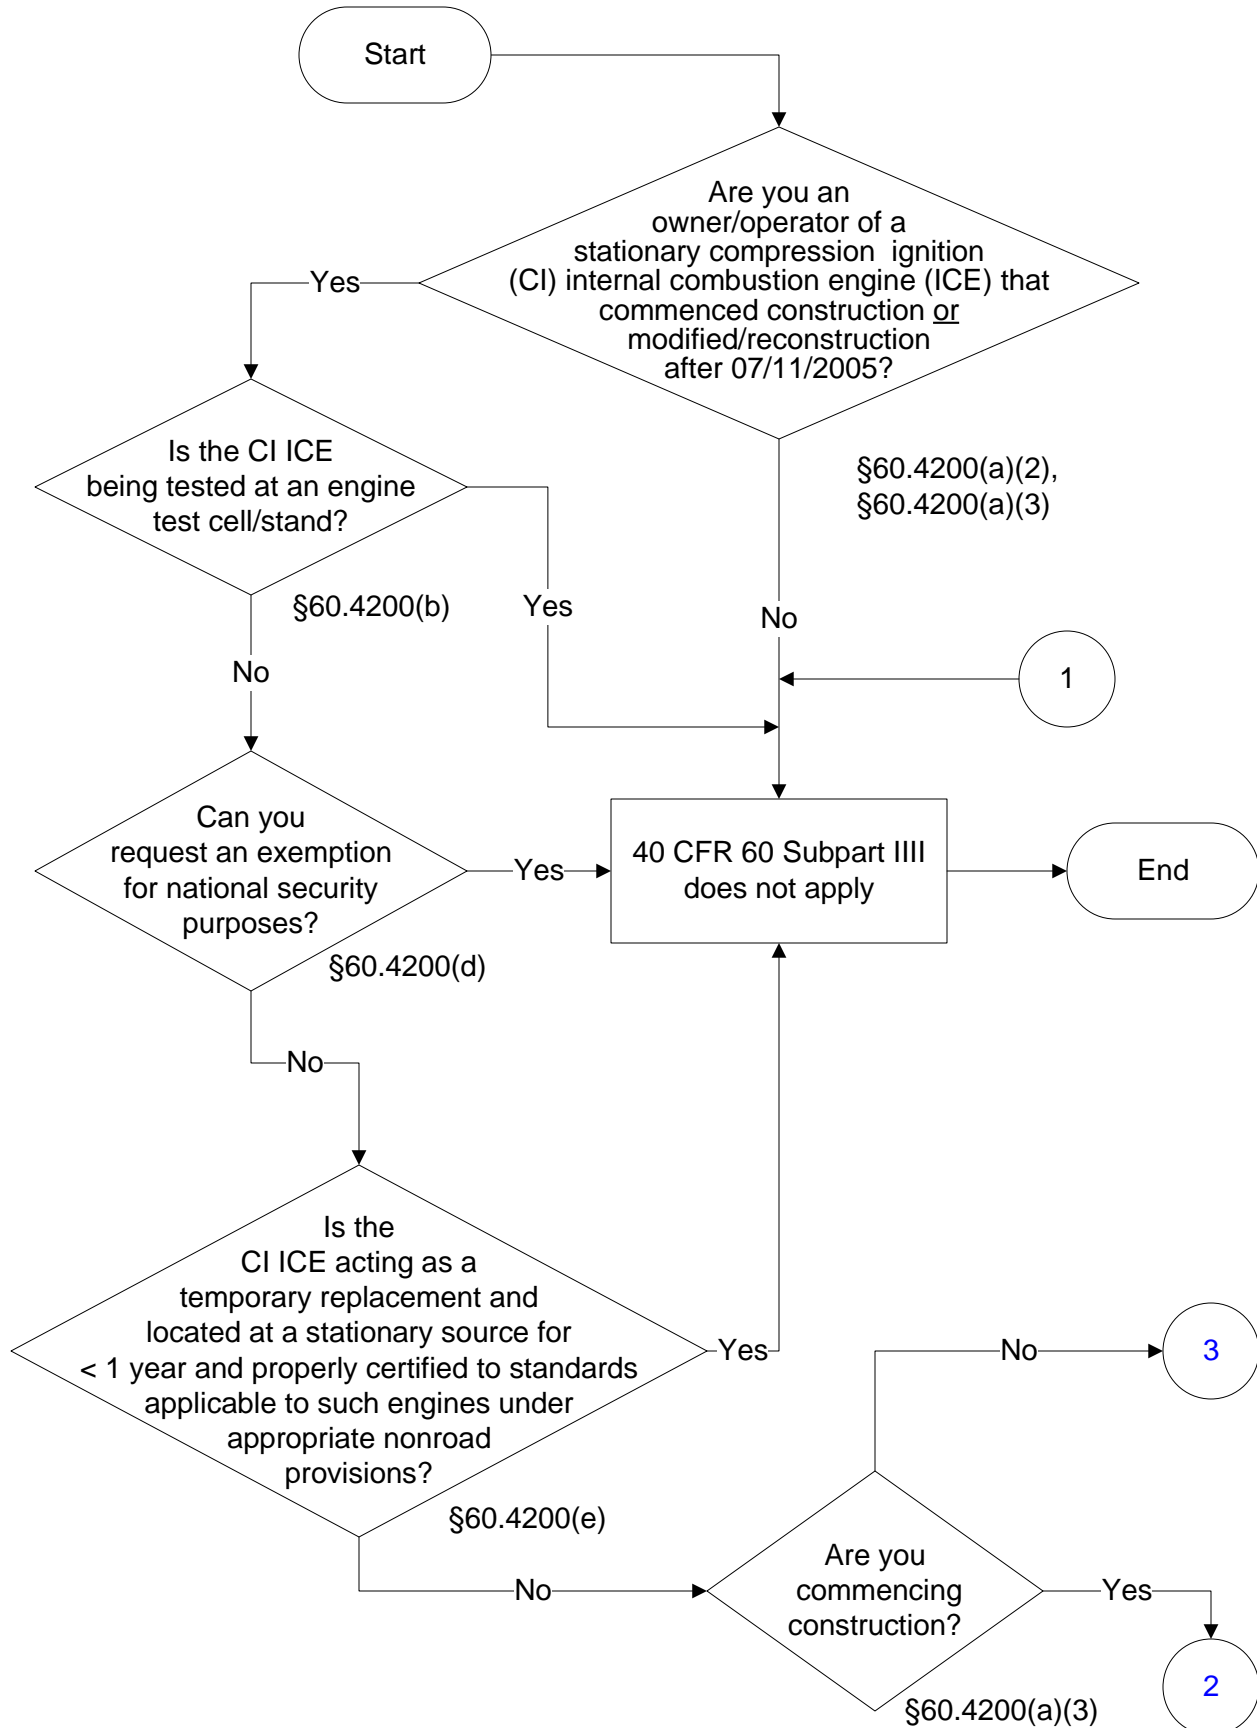 Start
Are you an
owner/operator of a
stationary compression ignition
(CI) internal combustion engine (ICE) that
commenced construction or
modified/reconstruction
after 07/11/2005?
Yes
Is the CI ICE
being tested at an engine
test cell/stand?
§60.4200(a)(2),
§60.4200(a)(3)
§60.4200(b)
Yes
No
No
1
Can you
request an exemption
for national security
purposes?
Yes
40 CFR 60 Subpart IIII
does not apply
End
§60.4200(d)
No
Is the
CI ICE acting as a
temporary replacement and
located at a stationary source for
< 1 year and properly certified to standards
applicable to such engines under
appropriate nonroad
provisions?
Yes
No
3
§60.4200(e)
No
Are you
commencing
construction?
Yes
2
§60.4200(a)(3)